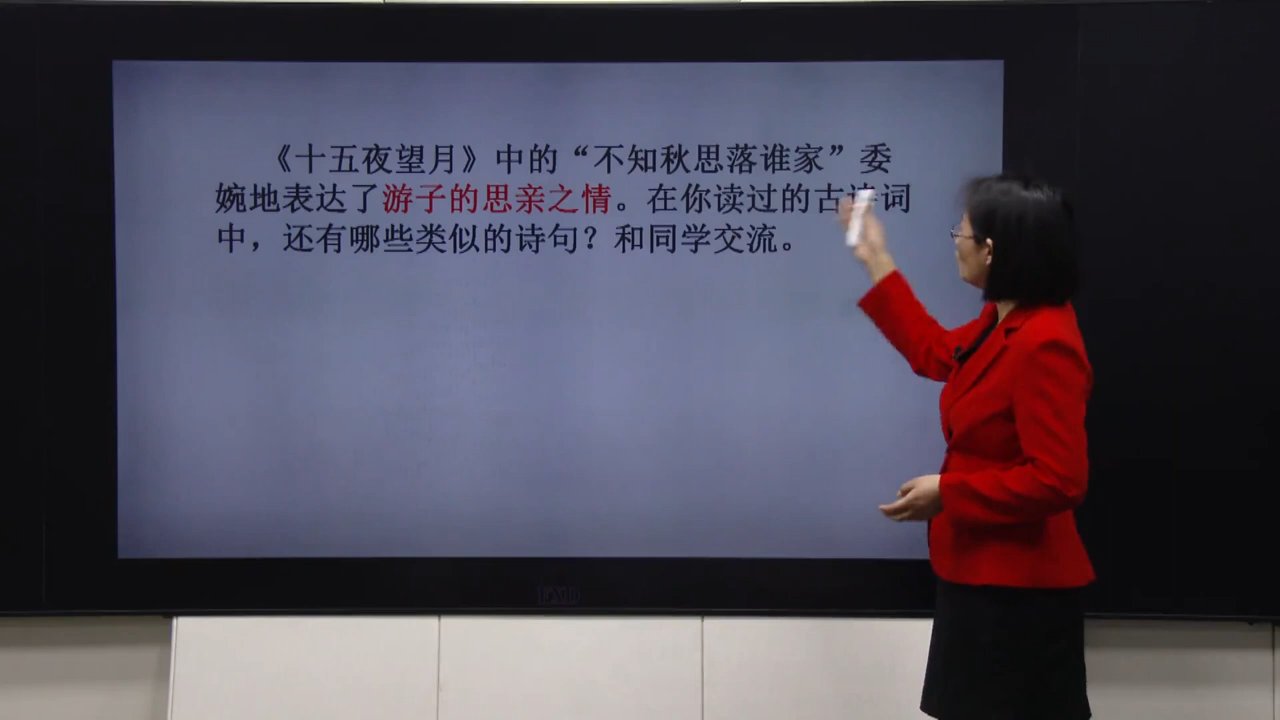 《十五夜望月》中的“不知秋思落谁家”委
婉地表达了游子的思亲之情。在你读过的古诗词
中，还有哪些类似的诗句？和同学交流。